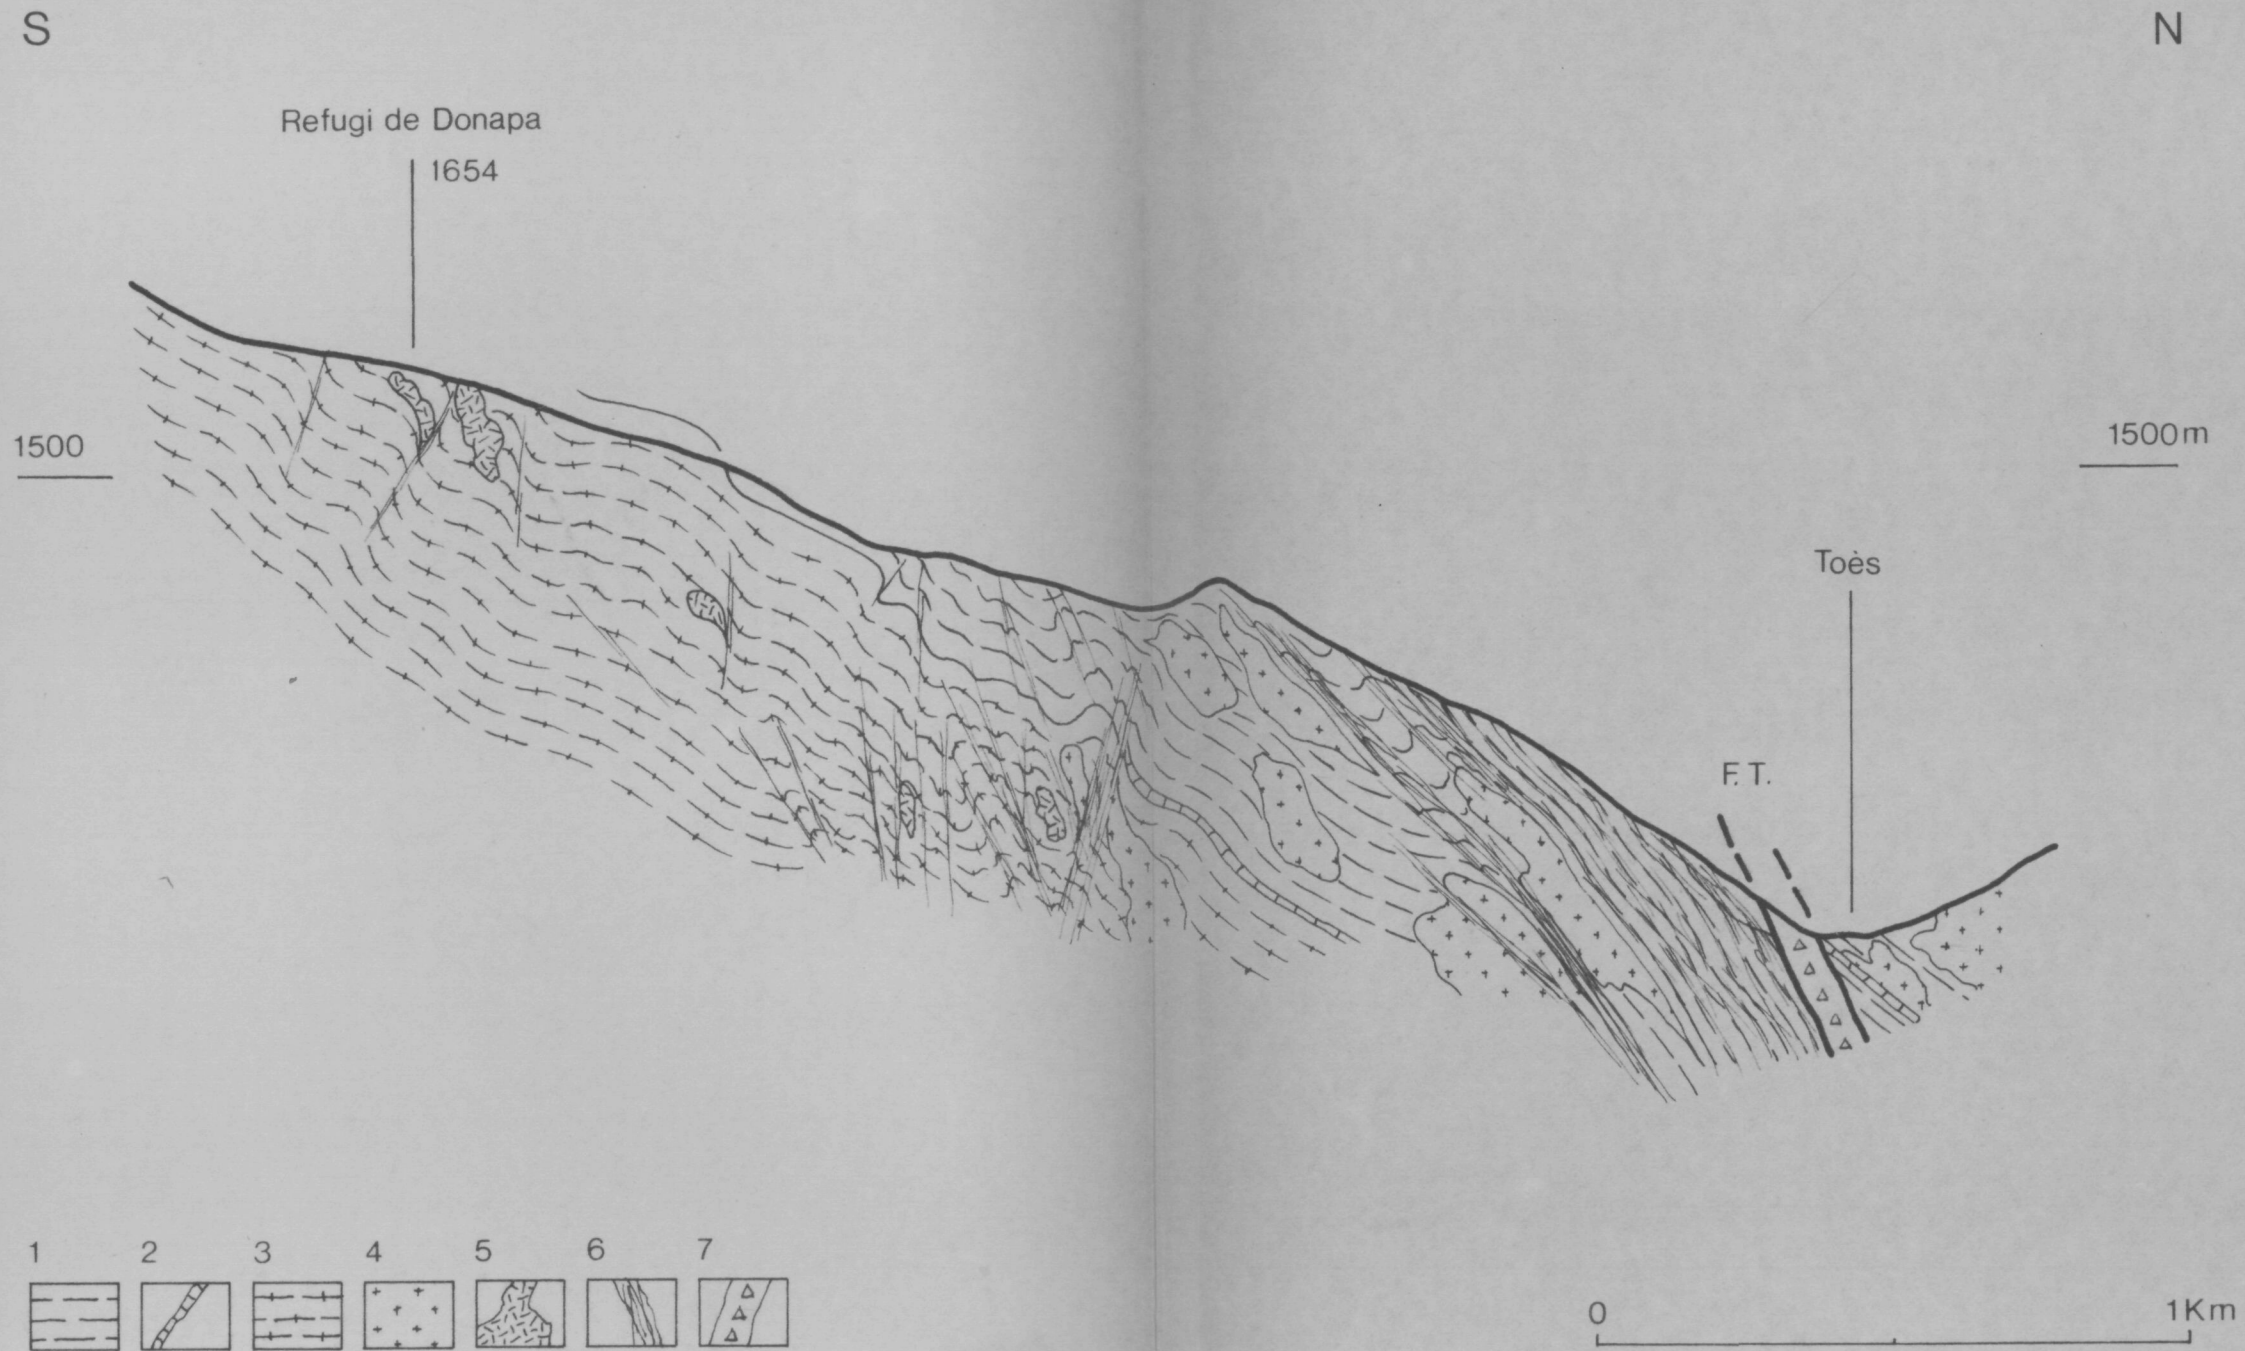 S
N
Refugi de Donapa
1654
1500
1500m
Toès
F.T.
1 2 3 4 5 6 7
0 1Km